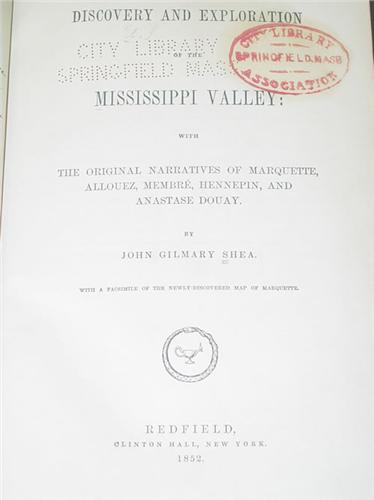 DISCOVERY AND EXPLORATION
OF THE
CITY LIBRARY
SPRINGFIELD MASS
CITY LIBRARY
SPRINGFIELD, MASS
ASSOCIATION
MISSISSIPPI VALLEY:
WITH
THE ORIGINAL NARRATIVES OF MARQUETTE,
ALLOUEZ, MEMBRÉ, HENNEPIN, AND
ANASTASE DOUAY.
BY
JOHN GILMARY SHEA.
WITH A FACSIMILE OF THE NEWLY-DISCOVERED MAP OF MARQUETTE.
REDFIELD,
CLINTON HALL, NEW YORK.
1852.